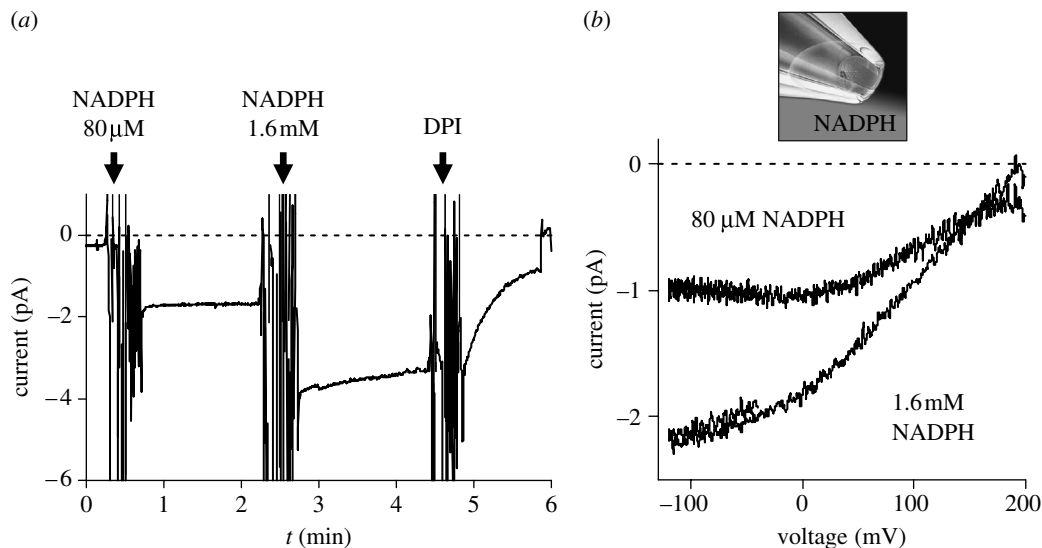 (a)
NADPH
80 μM
NADPH
1.6 mM
DPI
0
−2
−4
−6
current (pA)
0
1
2
3
4
5
6
t (min)
(b)
NADPH
0
−1
−2
current (pA)
80 μM NADPH
1.6 mM
NADPH
−100
0
100
200
voltage (mV)